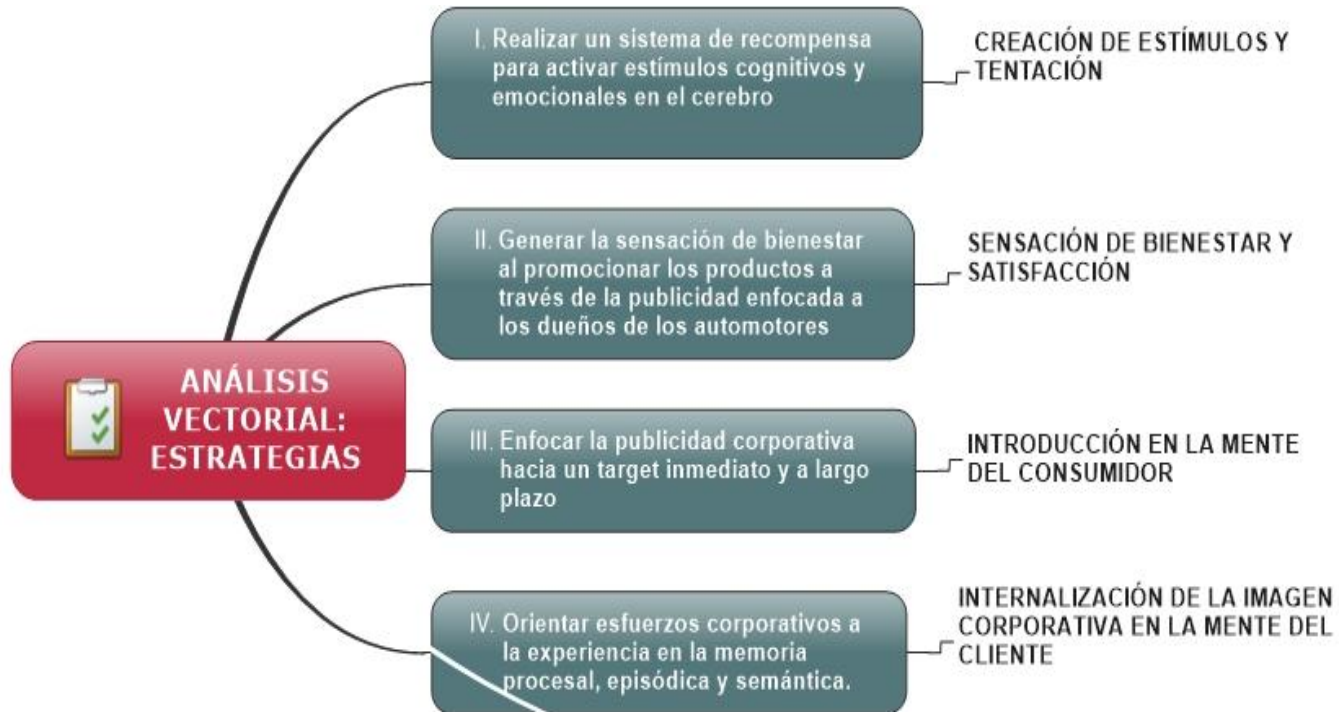 I. Realizar un sistema de recompensa
para activar estímulos cognitivos y
emocionales en el cerebro
CREACIÓN DE ESTÍMULOS Y
TENTACIÓN
II. Generar la sensación de bienestar
al promocionar los productos a
través de la publicidad enfocada a
los dueños de los automotores
SENSACIÓN DE BIENESTAR Y
SATISFACCIÓN
ANÁLISIS
VECTORIAL:
ESTRATEGIAS
III. Enfocar la publicidad corporativa
hacia un target inmediato y a largo
plazo
INTRODUCCIÓN EN LA MENTE
DEL CONSUMIDOR
IV. Orientar esfuerzos corporativos a
la experiencia en la memoria
procesal, episódica y semántica.
INTERNALIZACIÓN DE LA IMAGEN
CORPORATIVA EN LA MENTE DEL
CLIENTE